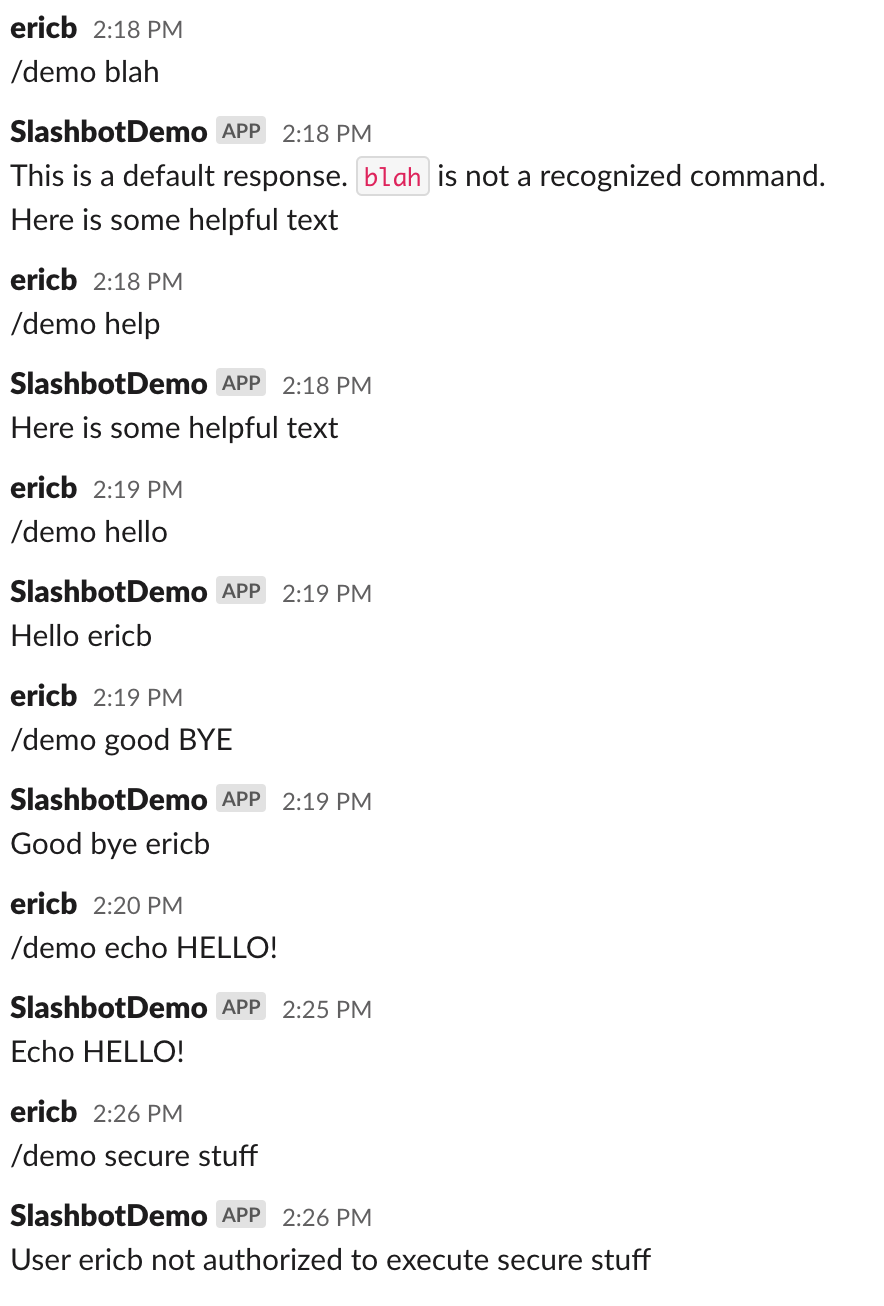 ericb 2:18 PM
/demo blah
SlashbotDemo APP 2:18 PM
This is a default response. blah is not a recognized command.
Here is some helpful text
ericb 2:18 PM
/demo help
SlashbotDemo APP 2:18 PM
Here is some helpful text
ericb 2:19 PM
/demo hello
SlashbotDemo APP 2:19 PM
Hello ericb
ericb 2:19 PM
/demo good BYE
SlashbotDemo APP 2:19 PM
Good bye ericb
ericb 2:20 PM
/demo echo HELLO!
SlashbotDemo APP 2:25 PM
Echo HELLO!
ericb 2:26 PM
/demo secure stuff
SlashbotDemo APP 2:26 PM
User ericb not authorized to execute secure stuff